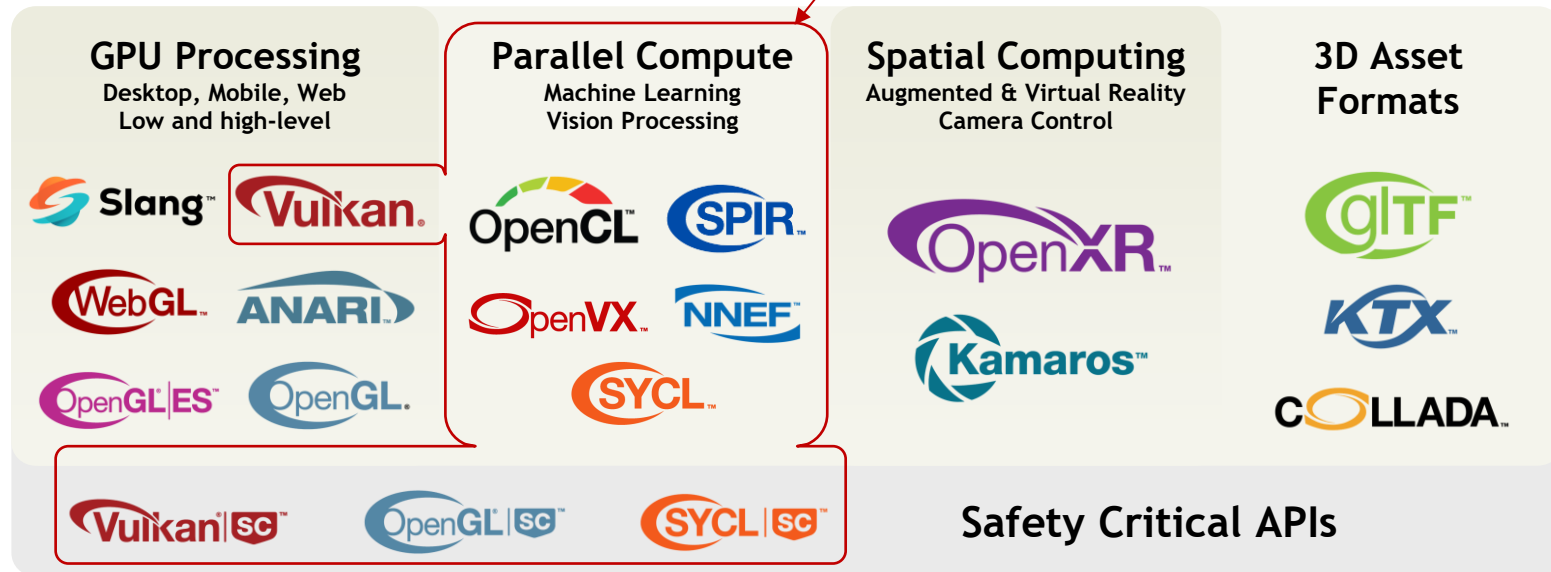 GPU Processing
Desktop, Mobile, Web
Low and high-level
Slang™ Vulkan®
WebGL™ ANARI™
OpenGL®|ES™ OpenGL®
Parallel Compute
Machine Learning
Vision Processing
OpenCL™ SPIR™
OpenVX™ NNEF™
SYCL™
Spatial Computing
Augmented & Virtual Reality
Camera Control
OpenXR™
Kamaros™
3D Asset
Formats
glTF™
KTX™
COLLADA™
Vulkan®|SC™ OpenGL®|SC™ SYCL|SC™
Safety Critical APIs